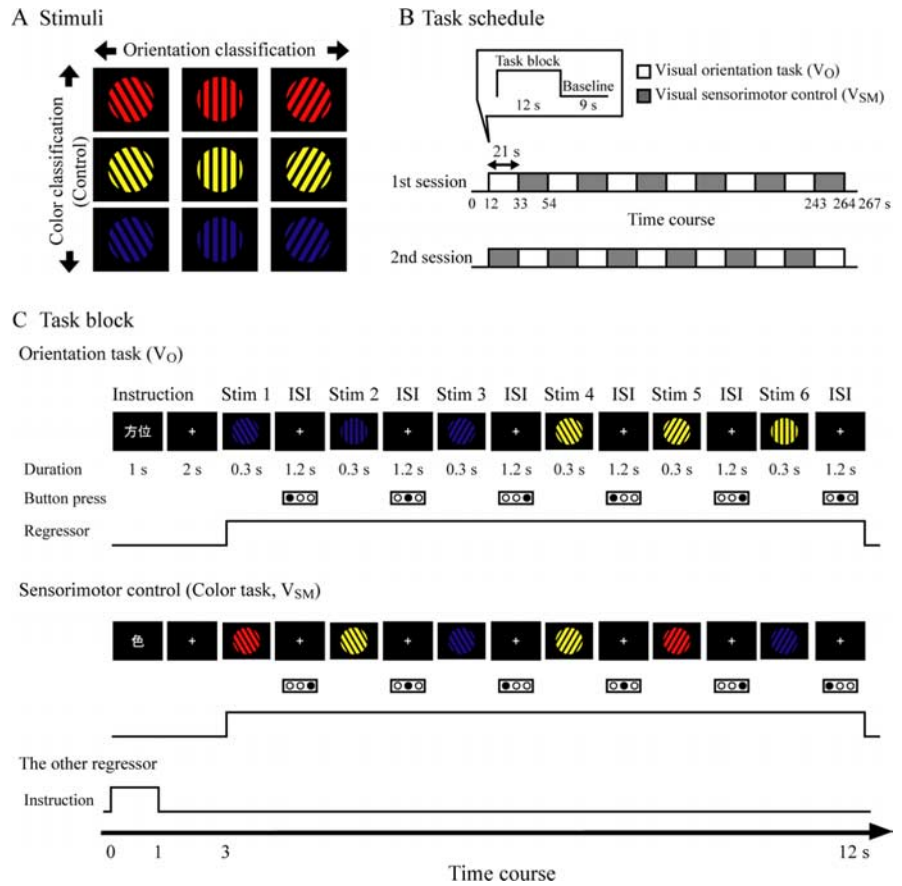 A Stimuli
Orientation classification
Color classification
(Control)
B Task schedule
Task block
Baseline
12 s 9 s
Visual orientation task (VO)
Visual sensorimotor control (VSM)
21 s
1st session
0 12 33 54 243 264 267 s
Time course
2nd session
C Task block
Orientation task (VO)
Instruction Stim 1 ISI Stim 2 ISI Stim 3 ISI Stim 4 ISI Stim 5 ISI Stim 6 ISI
方位 + + + + + + +
Duration 1 s 2 s 0.3 s 1.2 s 0.3 s 1.2 s 0.3 s 1.2 s 0.3 s 1.2 s 0.3 s 1.2 s 0.3 s 1.2 s
Button press
Regressor
Sensorimotor control (Color task, VSM)
色 + + + + + + +
The other regressor
Instruction
0 1 3 12 s
Time course